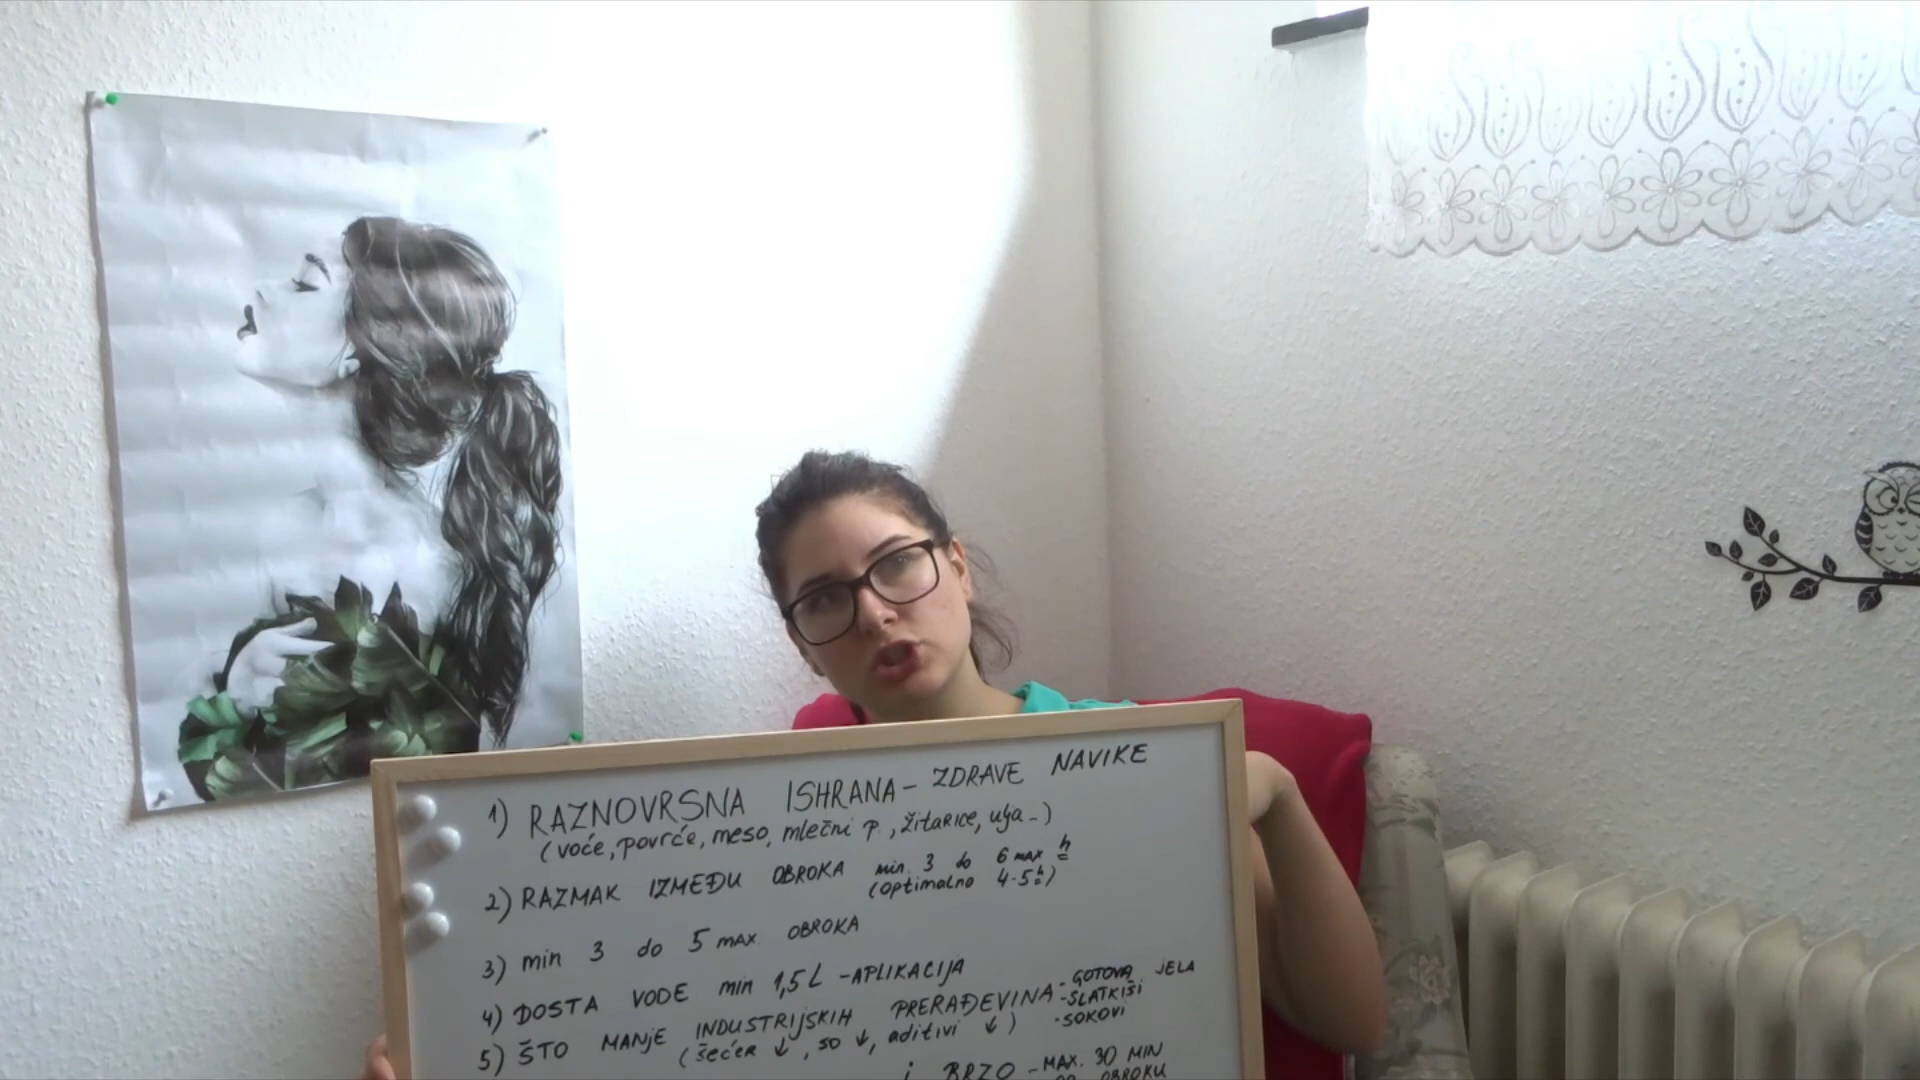 1) RAZNOVRSNA ISHRANA - ZDRAVE NAVIKE
(voće, povrće, meso, mlečni p., žitarice, ulja -)
2) RAZMAK IZMEĐU OBROKA min. 3 do 6 max h
(optimalno 4-5h)
3) min 3 do 5 max. OBROKA
4) DOSTA VODE min 1,5L - APLIKACIJA
5) ŠTO MANJE INDUSTRIJSKIH PRERAĐEVINA - GOTOVA JELA
- SLATKIŠI
(šećer ↓, so ↓, aditivi ↓) - SOKOVI
i BRZO - MAX. 30 MIN
OBROKU